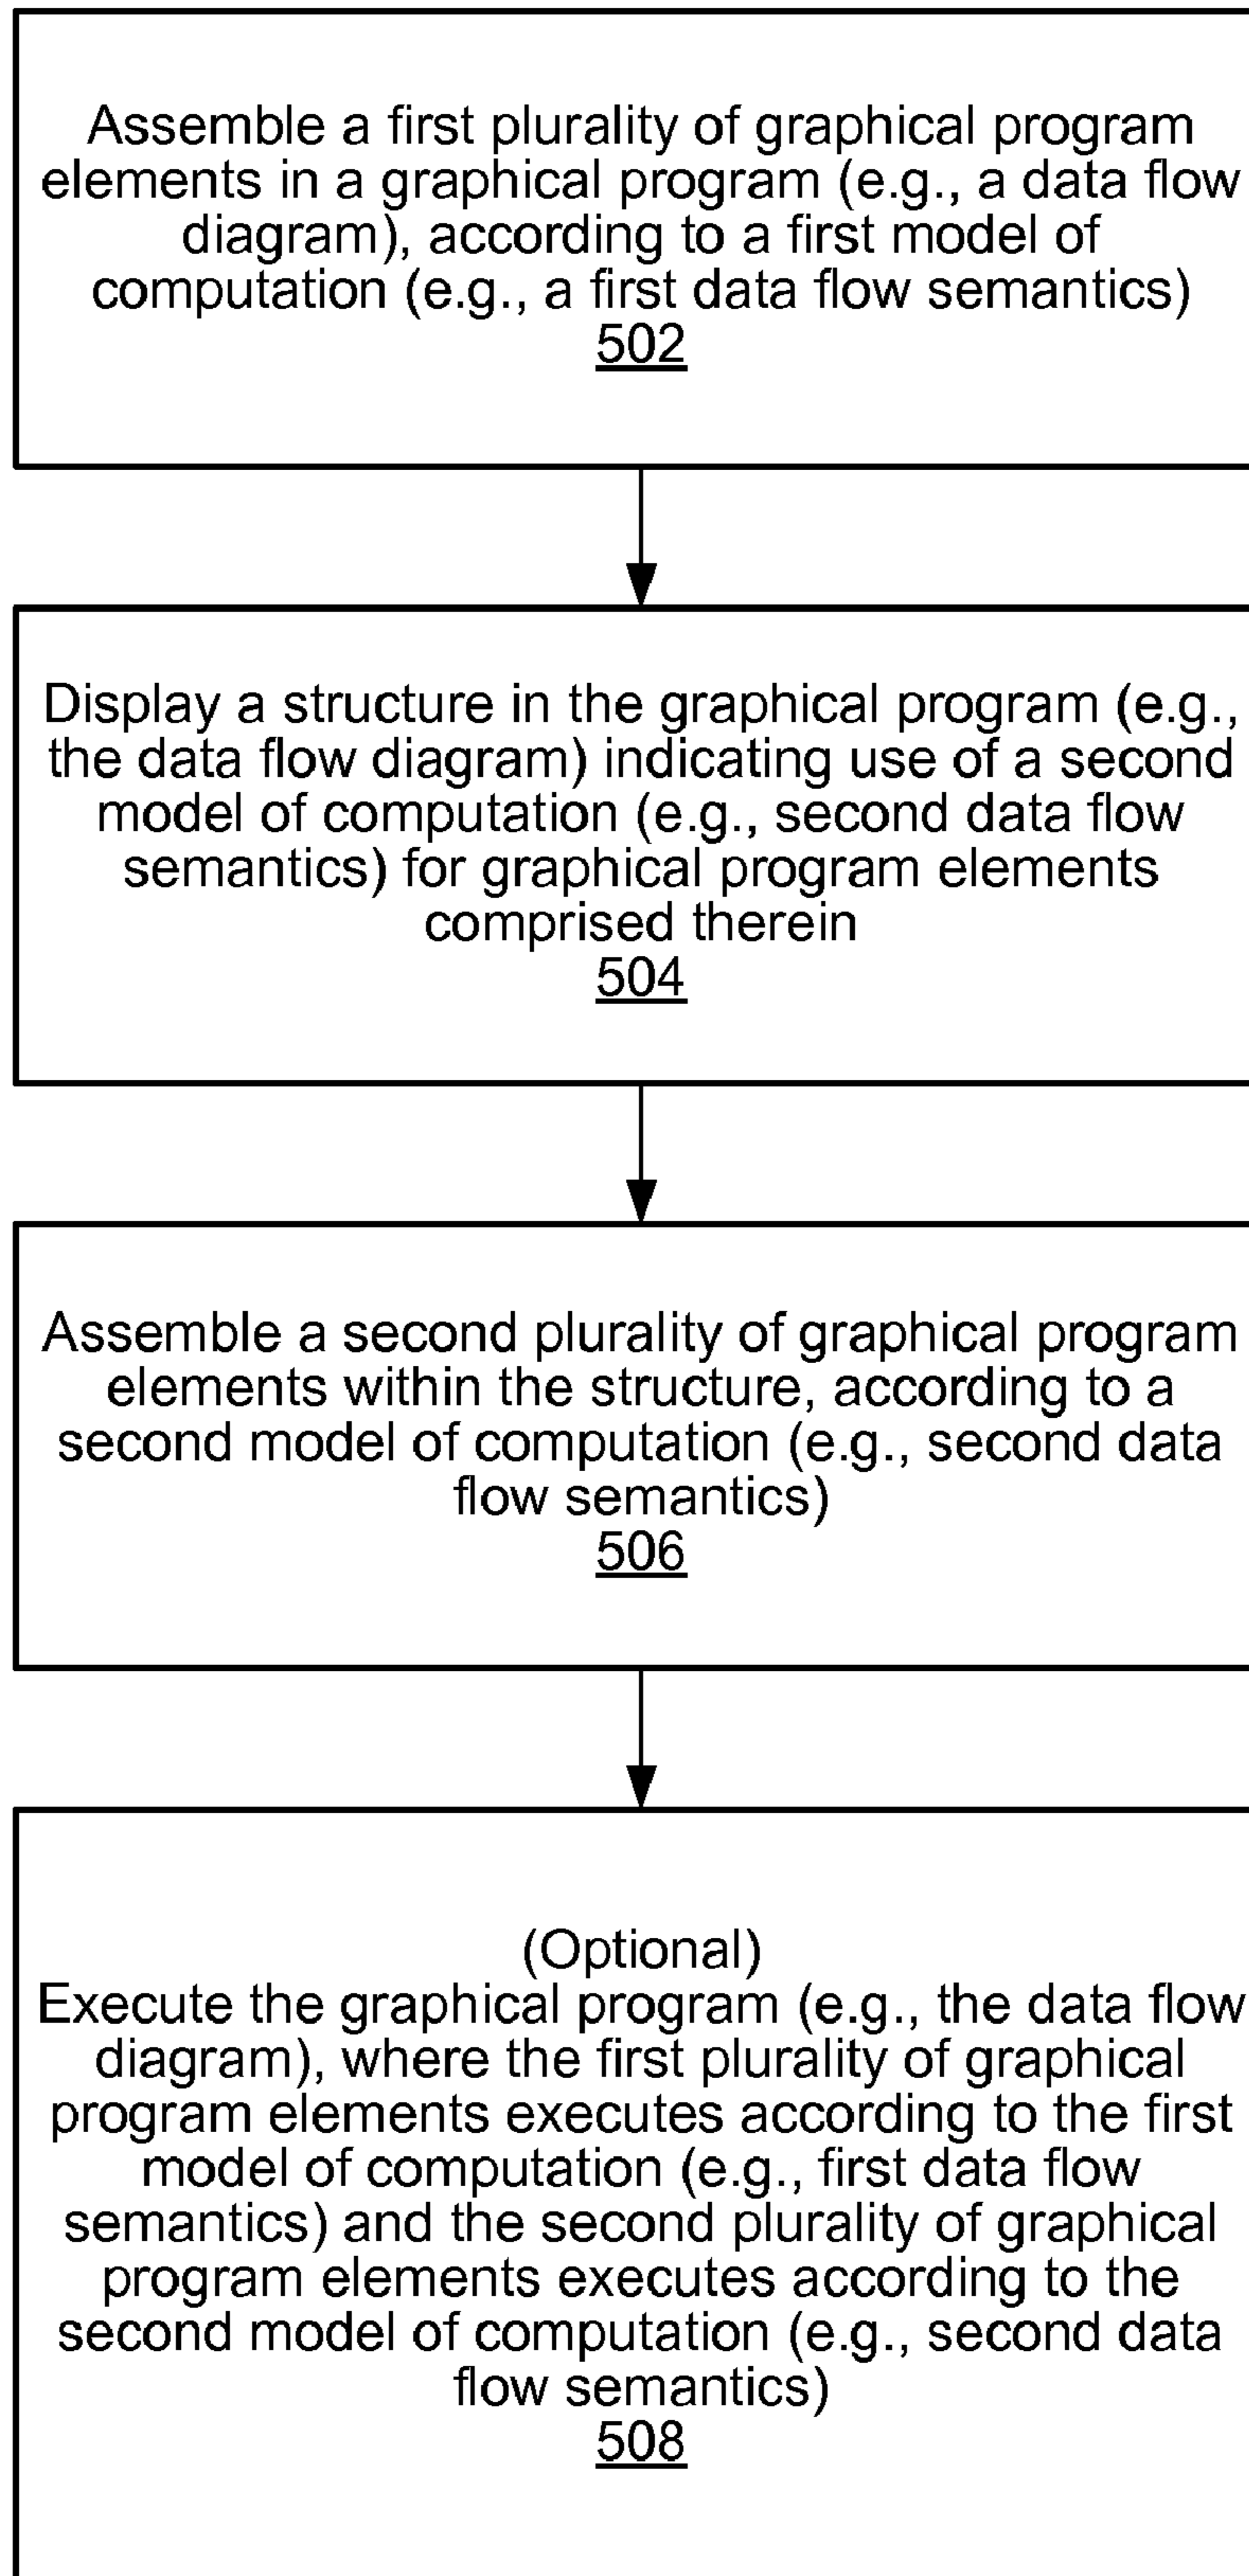 Assemble a first plurality of graphical program
elements in a graphical program (e.g., a data flow
diagram), according to a first model of
computation (e.g., a first data flow semantics)
502
Display a structure in the graphical program (e.g.,
the data flow diagram) indicating use of a second
model of computation (e.g., second data flow
semantics) for graphical program elements
comprised therein
504
Assemble a second plurality of graphical program
elements within the structure, according to a
second model of computation (e.g., second data
flow semantics)
506
(Optional)
Execute the graphical program (e.g., the data flow
diagram), where the first plurality of graphical
program elements executes according to the first
model of computation (e.g., first data flow
semantics) and the second plurality of graphical
program elements executes according to the
second model of computation (e.g., second data
flow semantics)
508